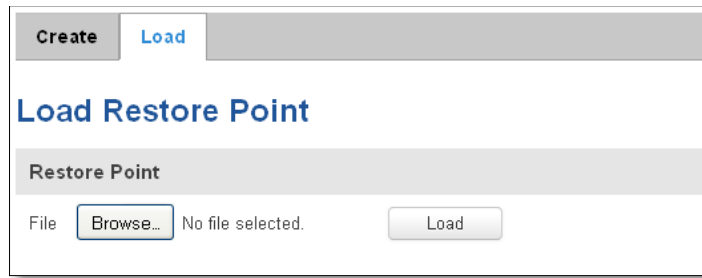 Create Load
Load Restore Point
Restore Point
File Browse... No file selected. Load